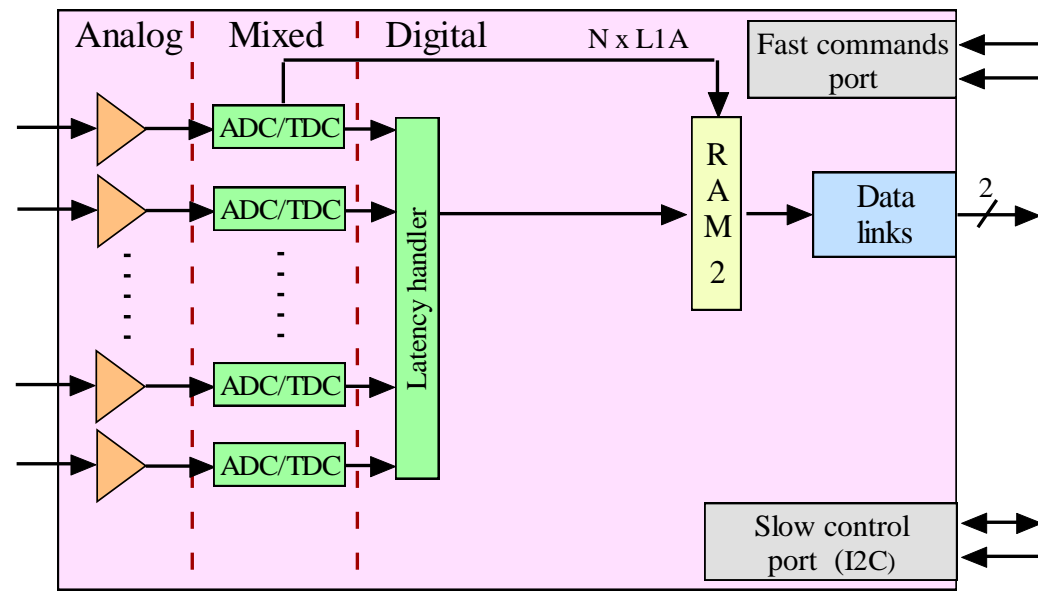 Analog
Mixed
Digital
N x L1A
Fast commands
port
ADC/TDC
ADC/TDC
ADC/TDC
ADC/TDC
Latency handler
R
A
M
2
Data
links
2
Slow control
port (I2C)